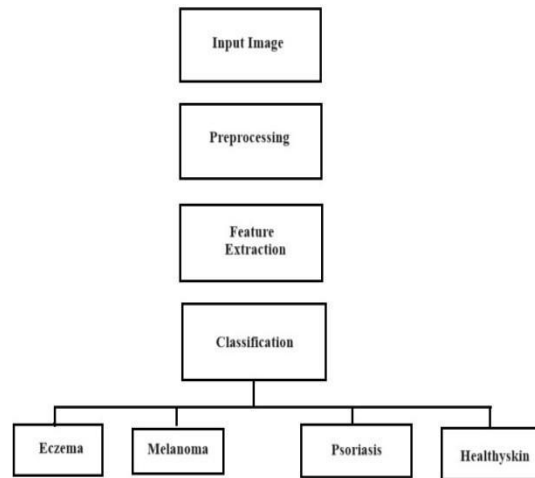 Input Image
Preprocessing
Feature
Extraction
Classification
Eczema
Melanoma
Psoriasis
Healthyskin